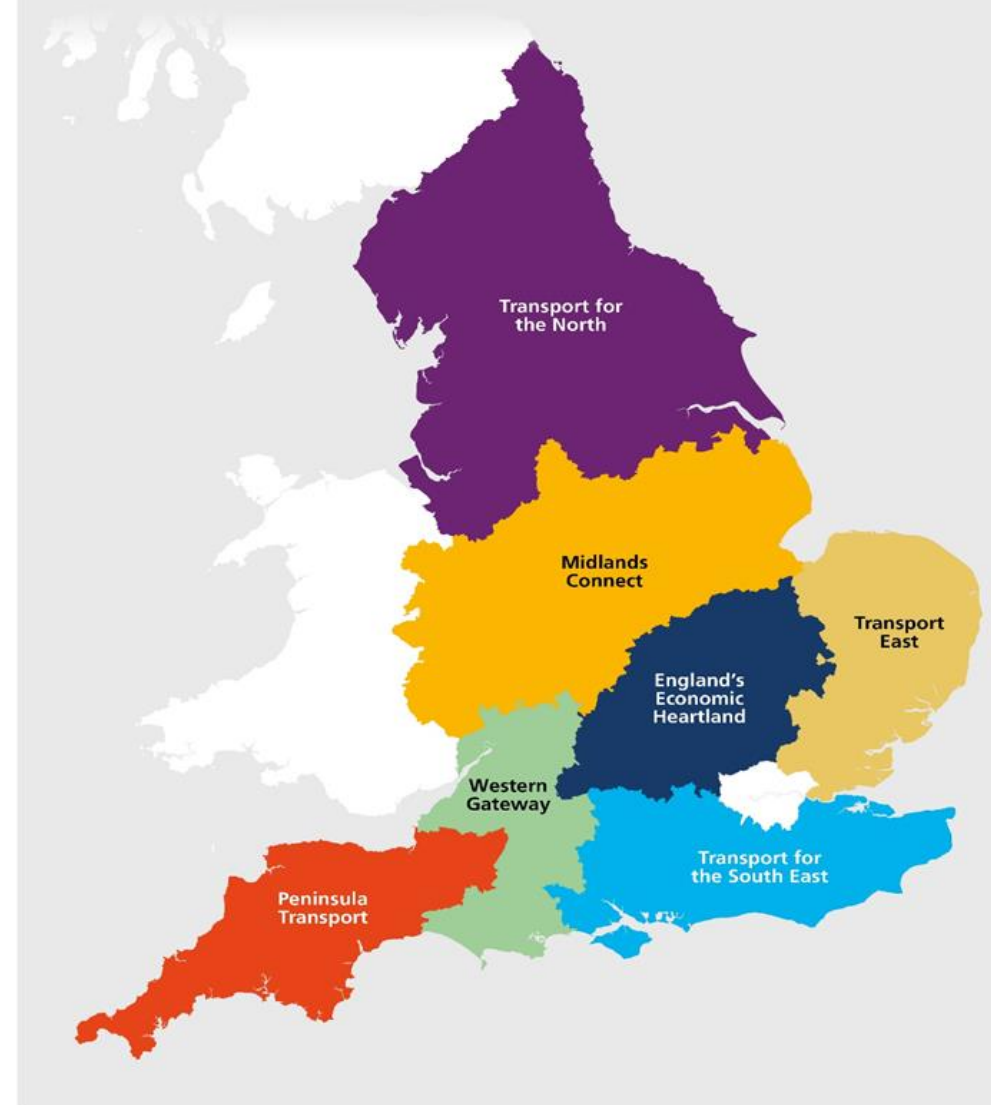 Transport for
the North
Midlands
Connect
Transport
East
England's
Economic
Heartland
Western
Gateway
Transport for
the South East
Peninsula
Transport